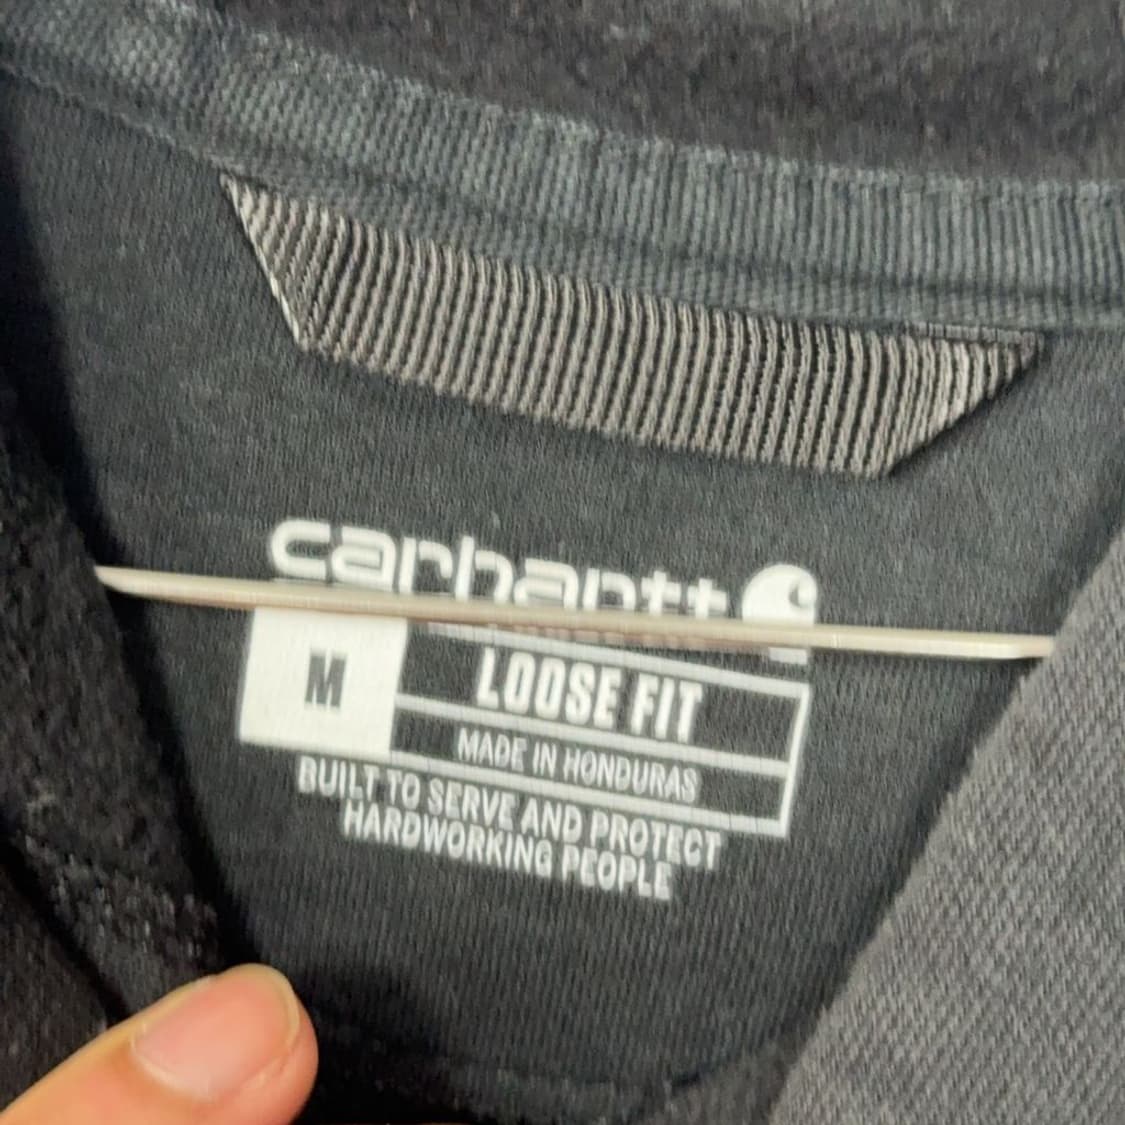 carhartt
M
LOOSE FIT
MADE IN HONDURAS
BUILT TO SERVE AND PROTECT
HARDWORKING PEOPLE